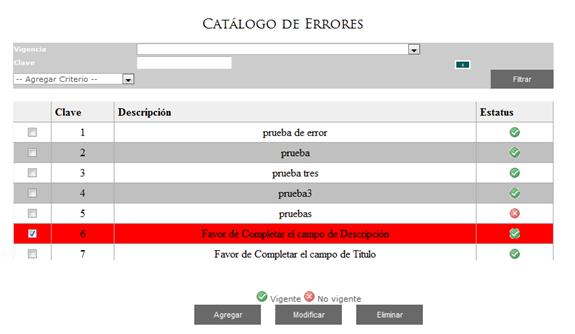 CATÁLOGO DE ERRORES
Vigencia
Clave
-- Agregar Criterio --
Filtrar
Clave Descripción Estatus
1 prueba de error
2 prueba
3 prueba tres
4 prueba3
5 pruebas
6 Favor de Completar el campo de Descripción
7 Favor de Completar el campo de Titulo
Vigente No vigente
Agregar Modificar Eliminar